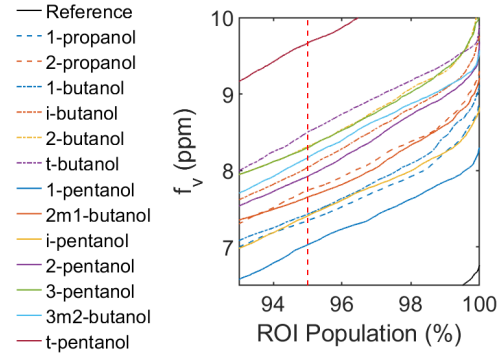 Reference
1-propanol
2-propanol
1-butanol
i-butanol
2-butanol
t-butanol
1-pentanol
2m1-butanol
i-pentanol
2-pentanol
3-pentanol
3m2-butanol
t-pentanol
10
9
8
7
f_v (ppm)
94 96 98 100
ROI Population (%)